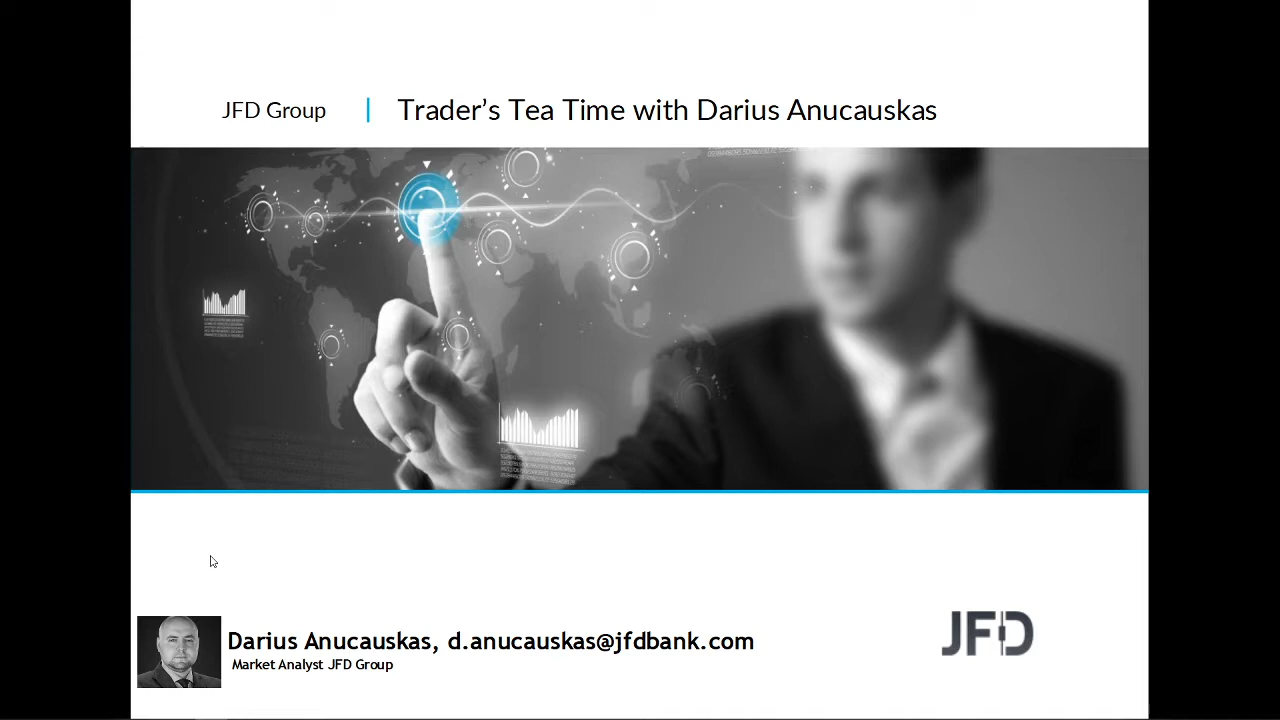 JFD Group
Trader’s Tea Time with Darius Anucauskas
Darius Anucauskas, d.anucauskas@jfdbank.com
Market Analyst JFD Group
JFD